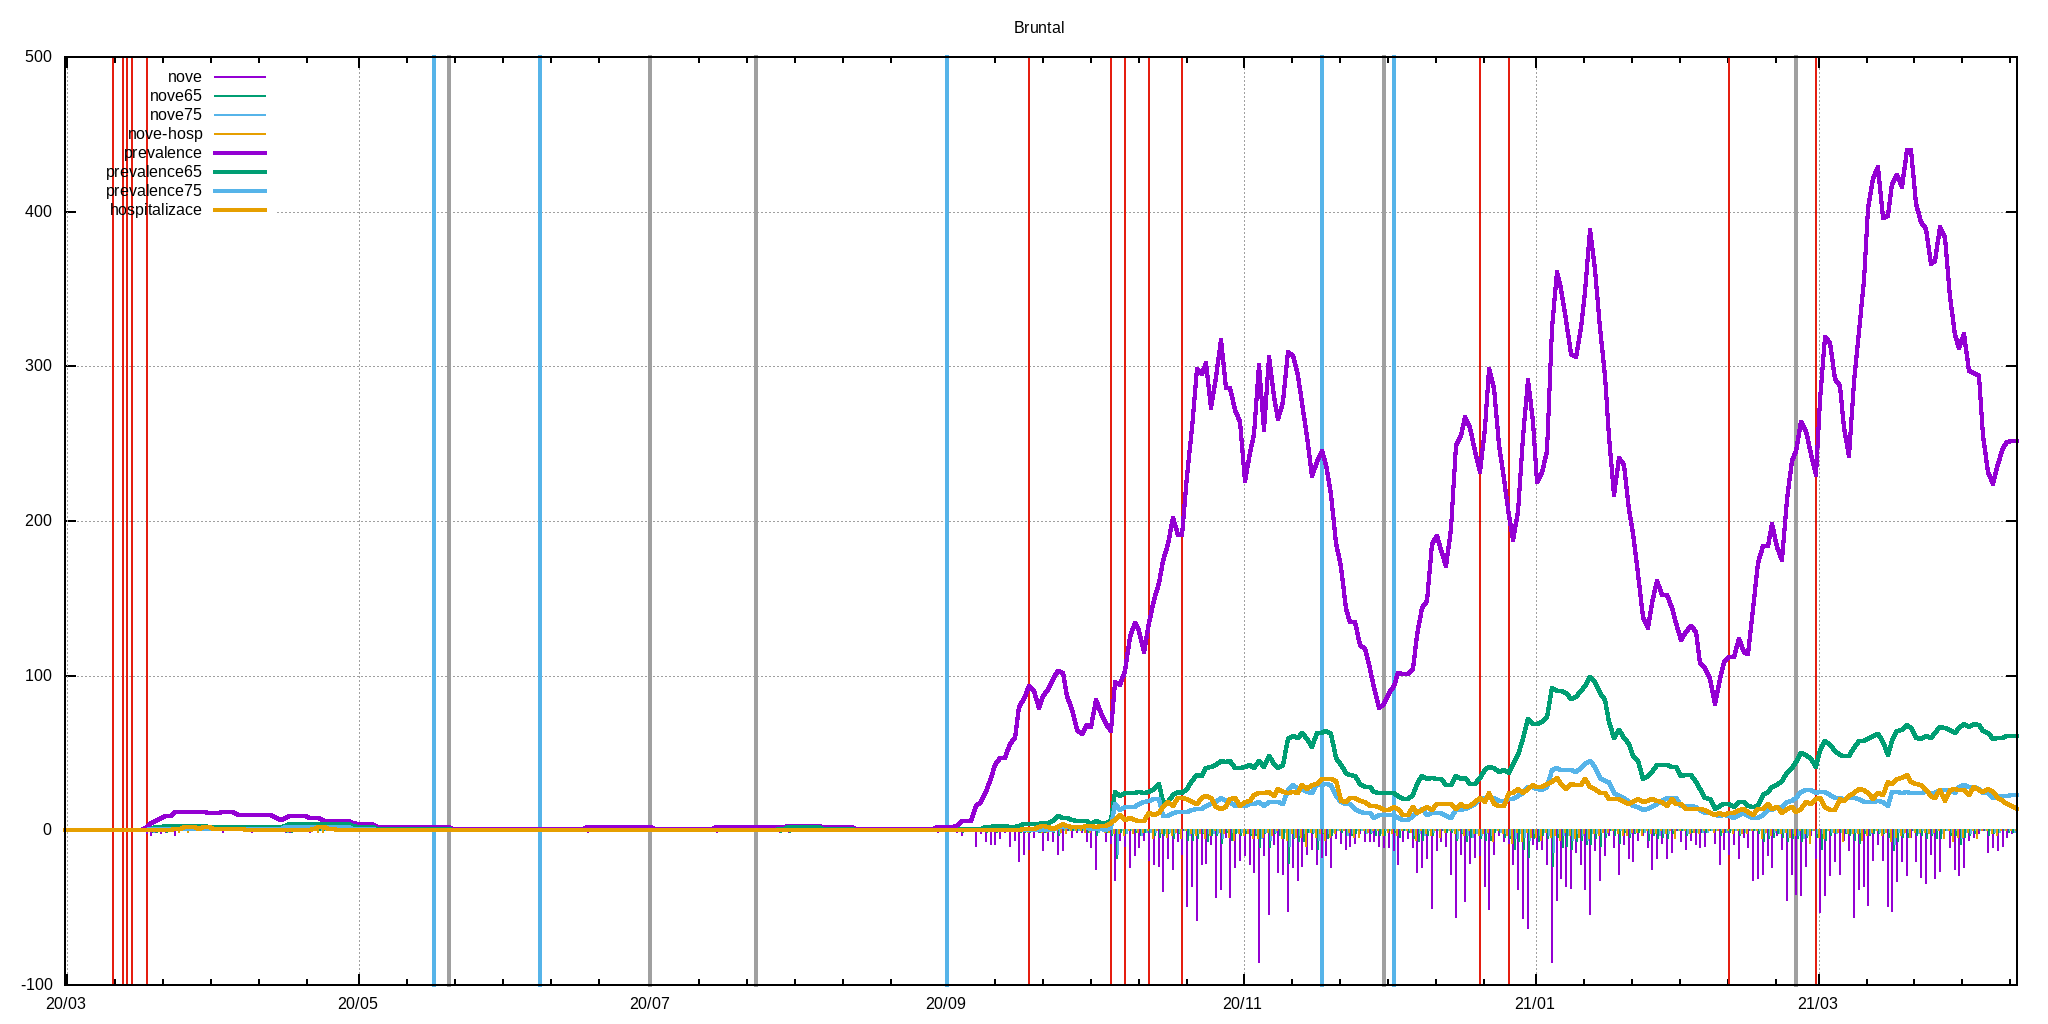 Bruntal
500
400
300
200
100
0
-100
nove
nove65
nove75
nove-hosp
prevalence
prevalence65
prevalence75
hospitalizace
20/03 20/05 20/07 20/09 20/11 21/01 21/03